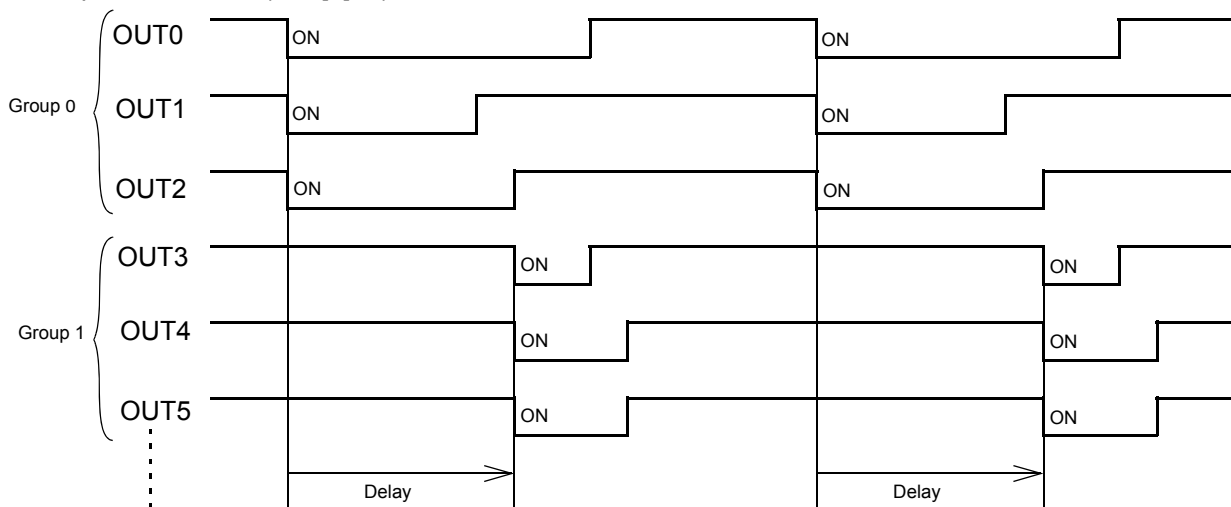 OUT0 ON ON
Group 0 OUT1 ON ON
OUT2 ON ON
OUT3 ON ON
Group 1 OUT4 ON ON
OUT5 ON ON
Delay Delay